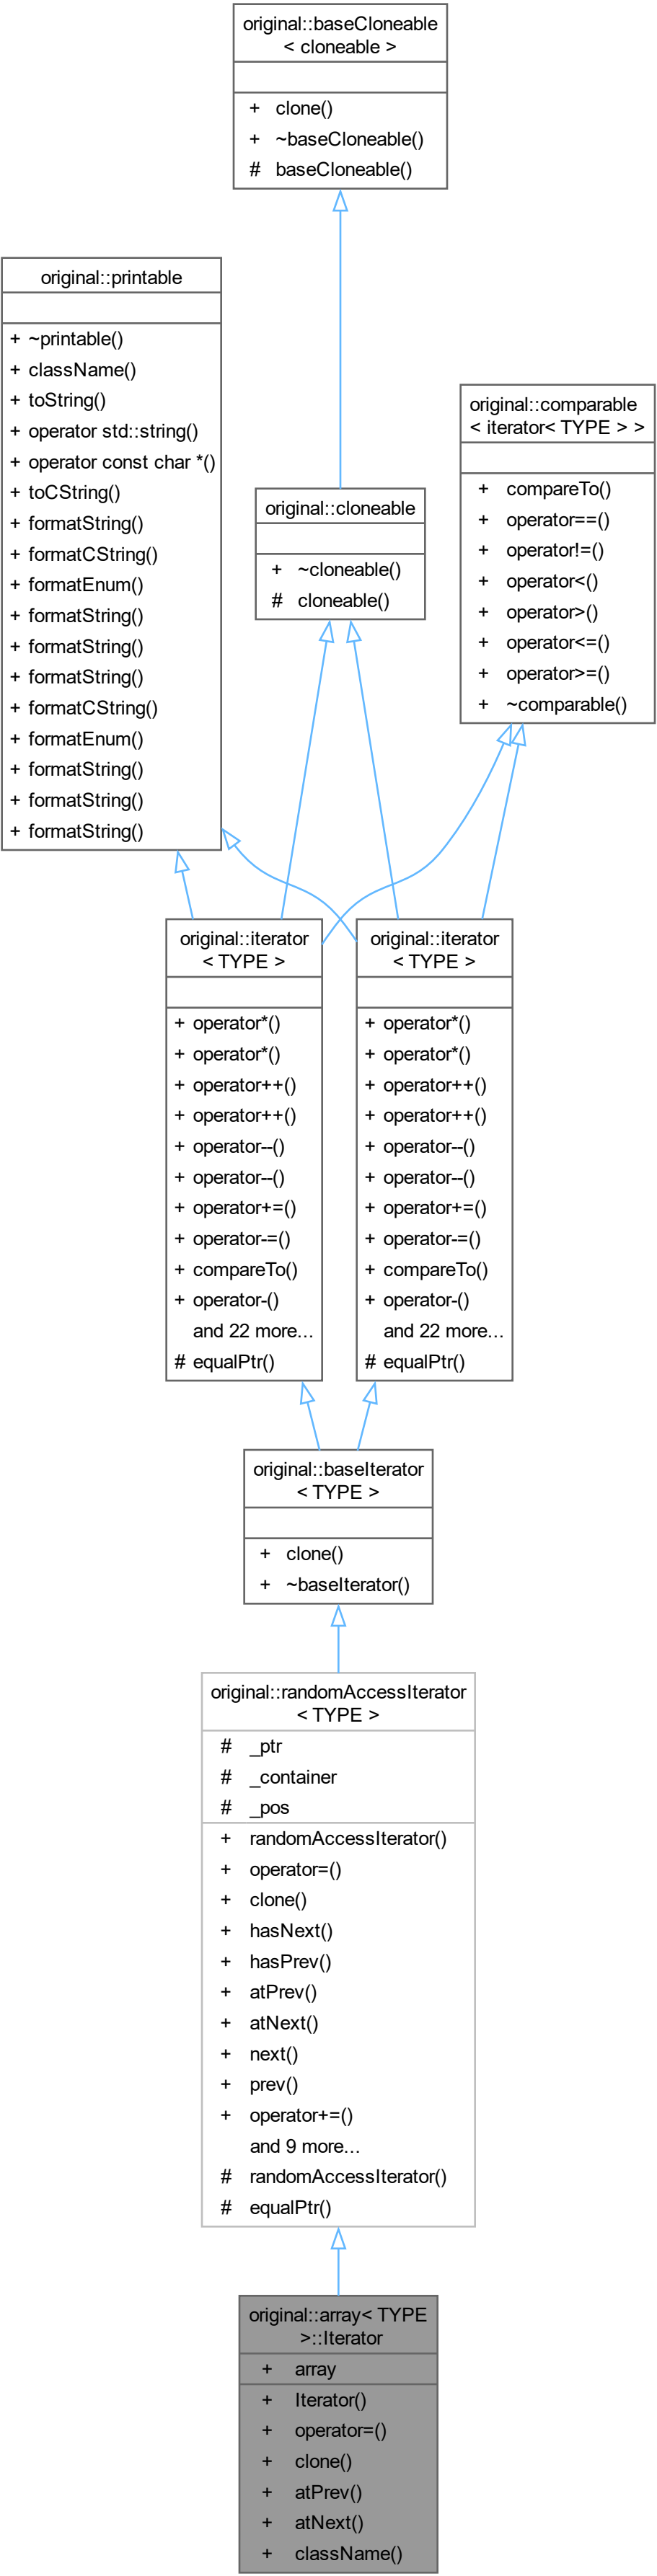 original::baseCloneable
< cloneable >
+ clone()
+ ~baseCloneable()
# baseCloneable()
original::printable
+ ~printable()
+ className()
+ toString()
+ operator std::string()
+ operator const char *()
+ toCString()
+ formatString()
+ formatCString()
+ formatEnum()
+ formatString()
+ formatString()
+ formatString()
+ formatCString()
+ formatEnum()
+ formatString()
+ formatString()
+ formatString()
original::cloneable
+ ~cloneable()
# cloneable()
original::comparable
< iterator< TYPE > >
+ compareTo()
+ operator==()
+ operator!=()
+ operator<()
+ operator>()
+ operator<=()
+ operator>=()
+ ~comparable()
original::iterator
< TYPE >
+ operator*()
+ operator*()
+ operator++()
+ operator++()
+ operator--()
+ operator--()
+ operator+=()
+ operator-=()
+ compareTo()
+ operator-()
and 22 more...
# equalPtr()
original::iterator
< TYPE >
+ operator*()
+ operator*()
+ operator++()
+ operator++()
+ operator--()
+ operator--()
+ operator+=()
+ operator-=()
+ compareTo()
+ operator-()
and 22 more...
# equalPtr()
original::baseIterator
< TYPE >
+ clone()
+ ~baseIterator()
original::randomAccessIterator
< TYPE >
# _ptr
# _container
# _pos
+ randomAccessIterator()
+ operator=()
+ clone()
+ hasNext()
+ hasPrev()
+ atPrev()
+ atNext()
+ next()
+ prev()
+ operator+=()
and 9 more...
# randomAccessIterator()
# equalPtr()
original::array< TYPE
>::Iterator
+ array
+ Iterator()
+ operator=()
+ clone()
+ atPrev()
+ atNext()
+ className()